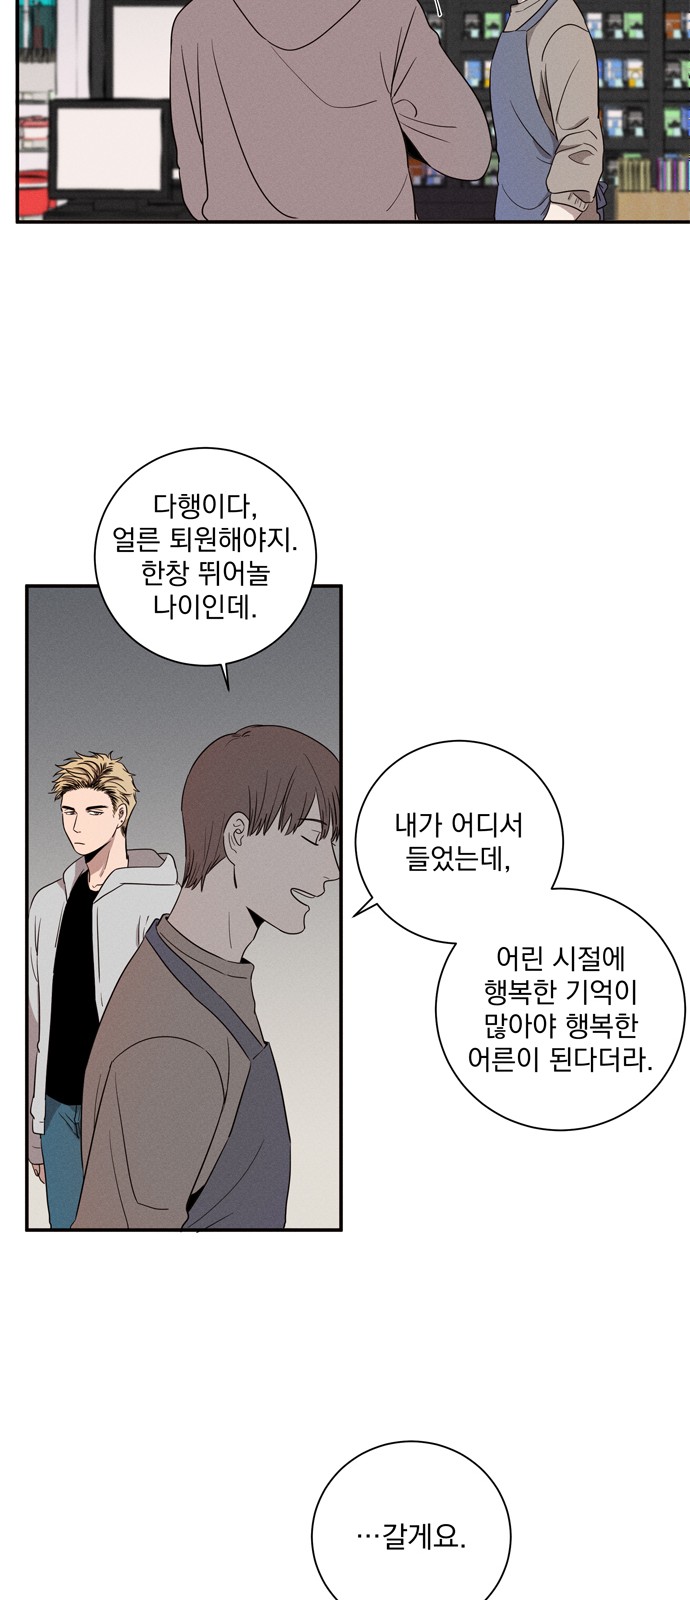 다행이다,
얼른 퇴원해야지.
한창 뛰어놀
나이인데.
내가 어디서
들었는데,
어린 시절에
행복한 기억이
많아야 행복한
어른이 된다더라.
…갈게요.